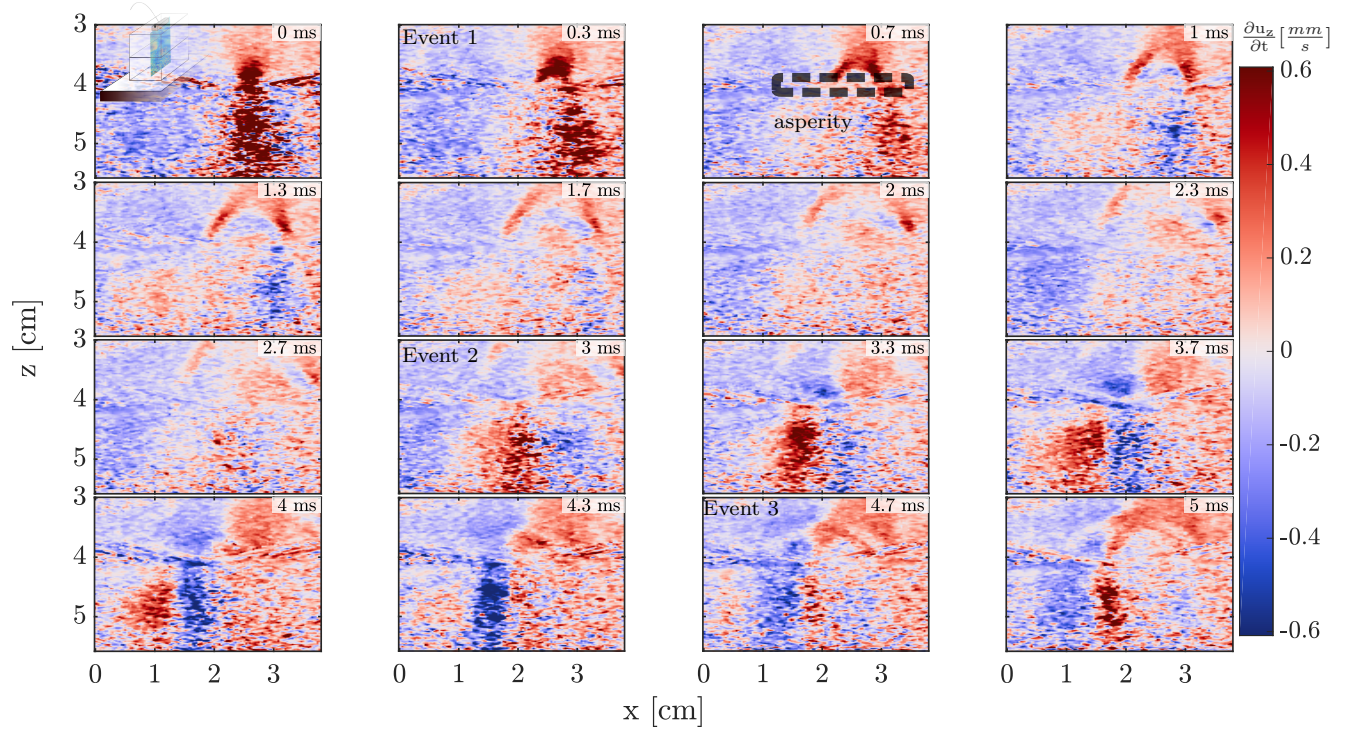 3 0 ms Event 1 0.3 ms 0.7 ms 1 ms ∂u_z/∂t [mm/s]
0.6
4
asperity
5
0.4
3 1.3 ms 1.7 ms 2 ms 2.3 ms
4
0.2
5
z [cm]
3 2.7 ms Event 2 3 ms 3.3 ms 3.7 ms
0
4
-0.2
5
3 4 ms 4.3 ms Event 3 4.7 ms 5 ms
-0.4
4
5
-0.6
0 1 2 3 0 1 2 3 0 1 2 3 0 1 2 3
x [cm]